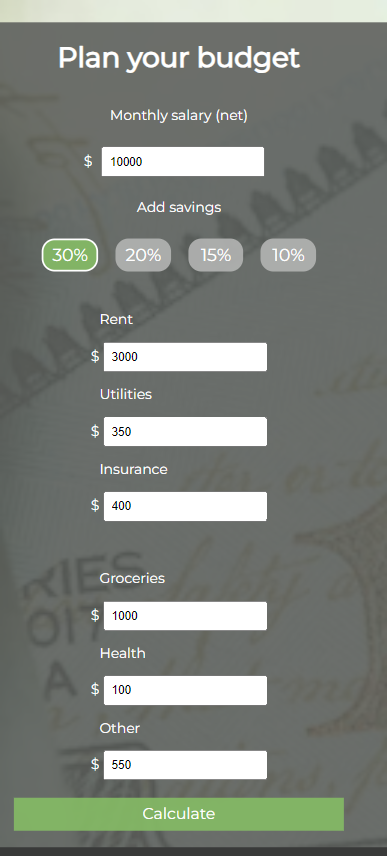 Plan your budget
Monthly salary (net)
$ 10000
Add savings
30% 20% 15% 10%
Rent
$ 3000
Utilities
$ 350
Insurance
$ 400
Groceries
$ 1000
Health
$ 100
Other
$ 550
Calculate